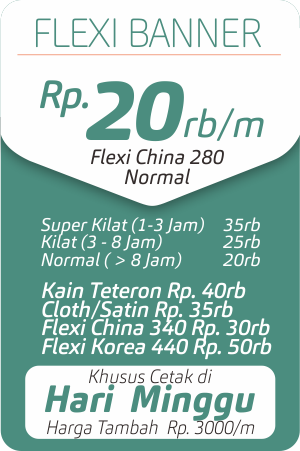 FLEXI BANNER
Rp.20rb/m
Flexi China 280
Normal
Super Kilat (1-3 Jam) 35rb
Kilat (3 - 8 Jam) 25rb
Normal ( > 8 Jam) 20rb
Kain Teteron Rp. 40rb
Cloth/Satin Rp. 35rb
Flexi China 340 Rp. 30rb
Flexi Korea 440 Rp. 50rb
Khusus Cetak di
Hari Minggu
Harga Tambah Rp. 3000/m